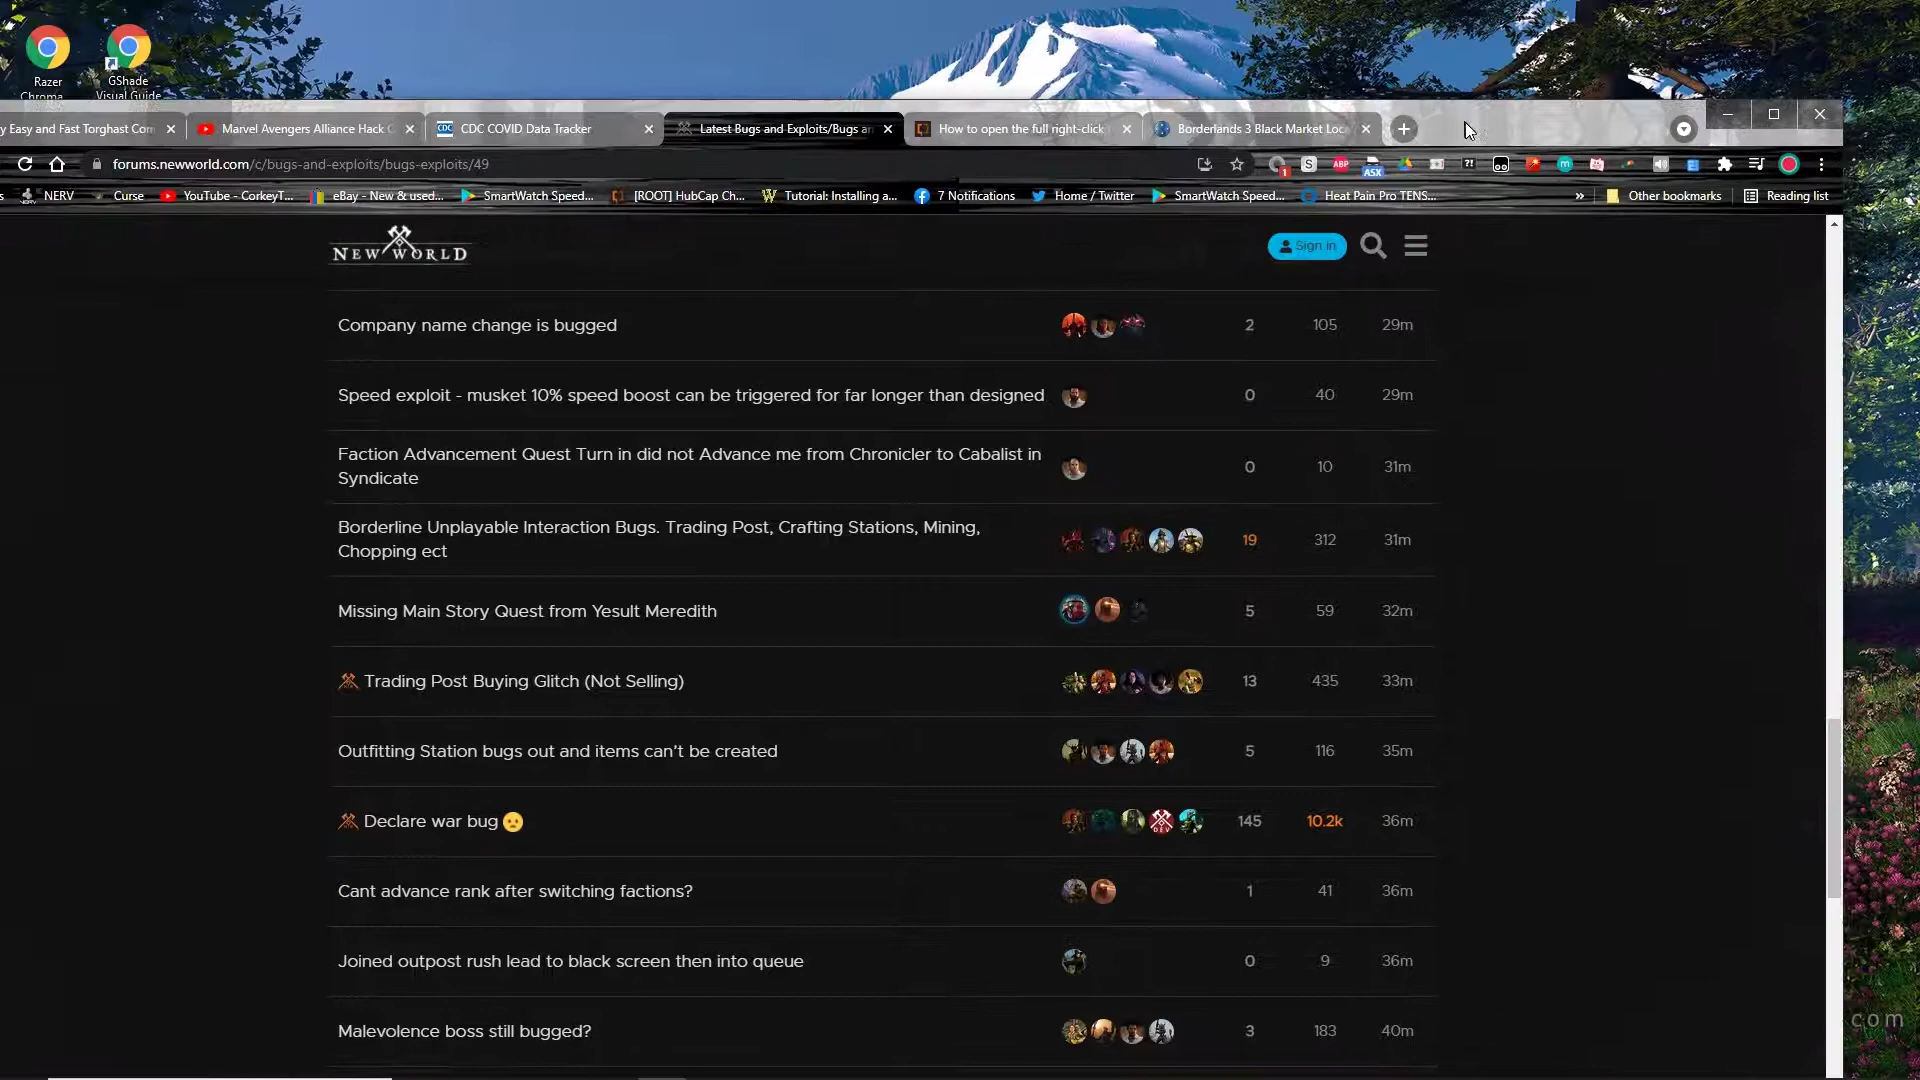 Razer
Chroma...
GShade
Visual Guide
y Easy and Fast Torghast Com
Marvel Avengers Alliance Hack C
CDC
CDC COVID Data Tracker
Latest Bugs and Exploits/Bugs an
How to open the full right-click
Borderlands 3 Black Market Loc
forums.newworld.com/c/bugs-and-exploits/bugs-exploits/49
1
S
ABP
ASX
?!
m
s
NERV
Curse
YouTube - CorkeyT...
eBay - New & used...
SmartWatch Speed...
[ROOT] HubCap Ch...
Tutorial: Installing a...
7 Notifications
Home / Twitter
SmartWatch Speed...
Heat Pain Pro TENS...
»
Other bookmarks
Reading list
NEW WORLD
Sign in
Company name change is bugged 2 105 29m
Speed exploit - musket 10% speed boost can be triggered for far longer than designed 0 40 29m
Faction Advancement Quest Turn in did not Advance me from Chronicler to Cabalist in
Syndicate 0 10 31m
Borderline Unplayable Interaction Bugs. Trading Post, Crafting Stations, Mining,
Chopping ect 19 312 31m
Missing Main Story Quest from Yesult Meredith 5 59 32m
Trading Post Buying Glitch (Not Selling) 13 435 33m
Outfitting Station bugs out and items can't be created 5 116 35m
Declare war bug DEV 145 10.2k 36m
Cant advance rank after switching factions? 1 41 36m
Joined outpost rush lead to black screen then into queue 0 9 36m
Malevolence boss still bugged? 3 183 40m
com